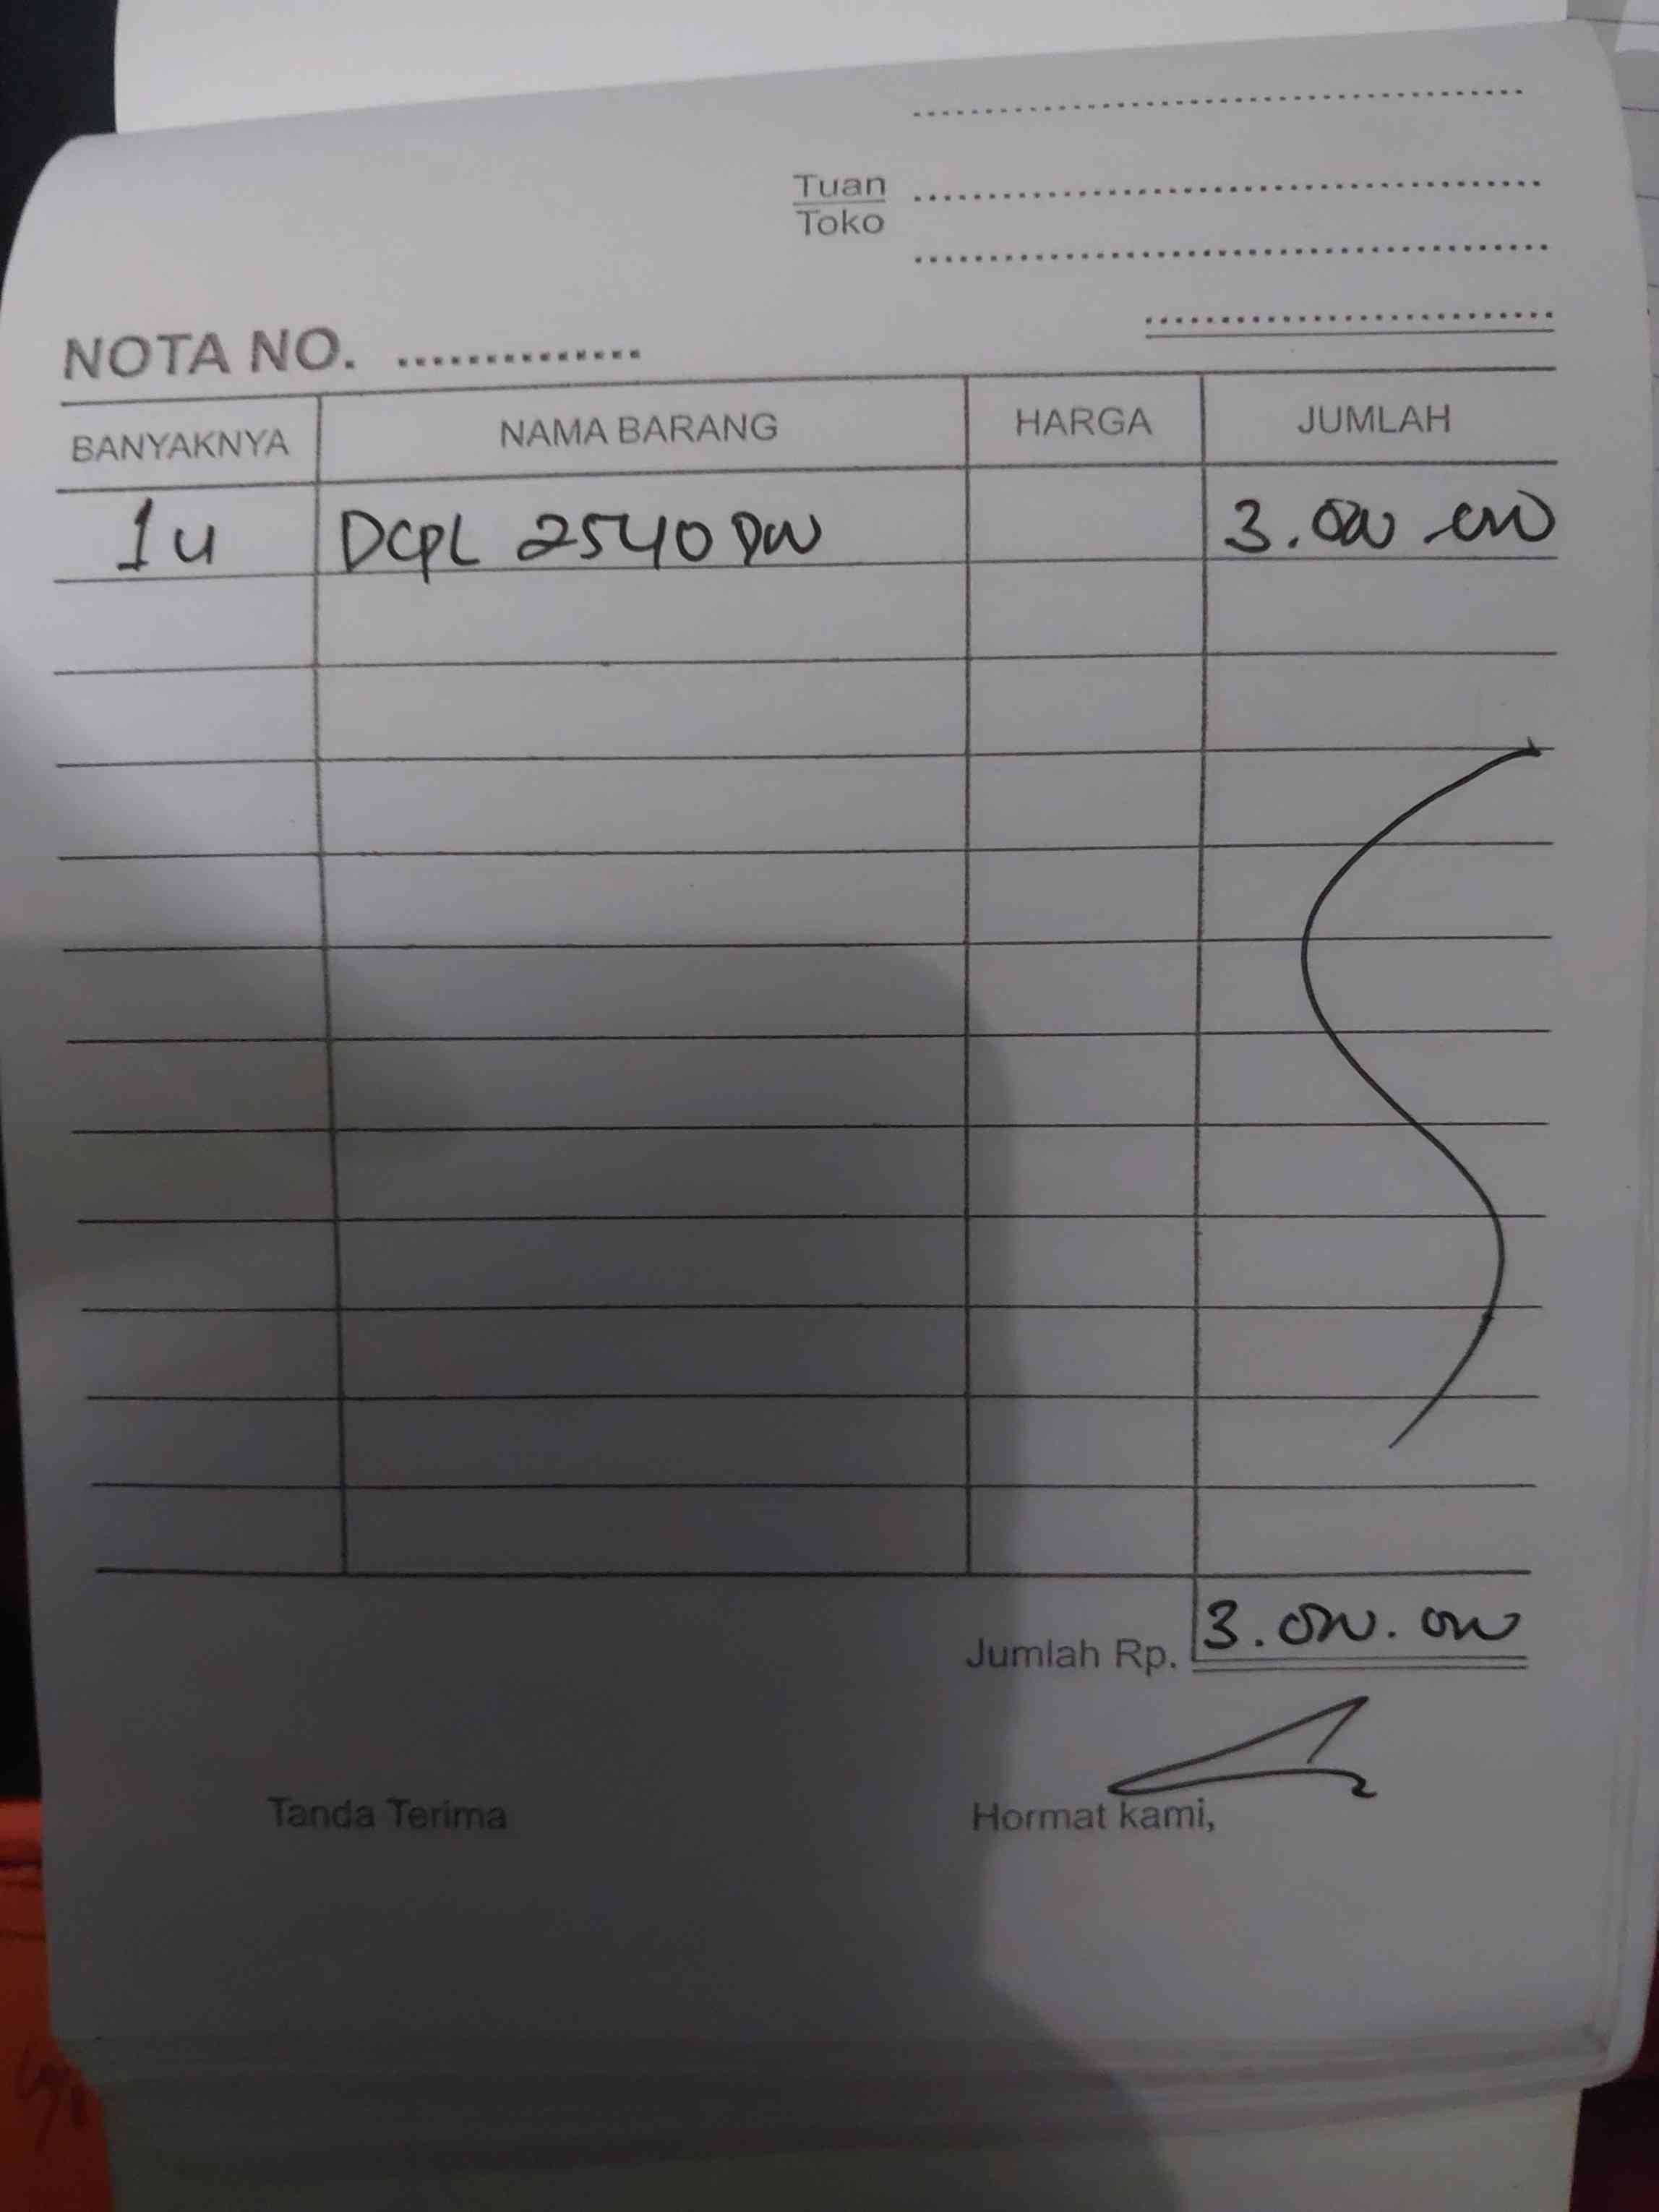 Tuan
Toko
NOTA NO.
BANYAKNYA NAMA BARANG HARGA JUMLAH
1 u DCPL 2540 DW 3.000.000
Jumlah Rp. 3.000.000
Tanda Terima Hormat kami,